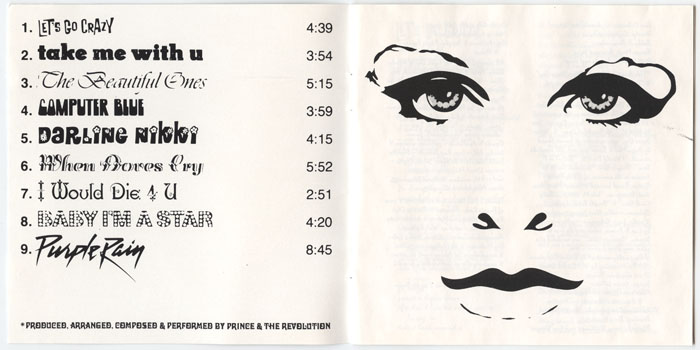 1. LET'S GO CRAZY 4:39
2. take me with u 3:54
3. The Beautiful Ones 5:15
4. COMPUTER BLUE 3:59
5. DARLING NIKKI 4:15
6. When Doves Cry 5:52
7. I Would Die 4 U 2:51
8. BABY I'M A STAR 4:20
9. Purple Rain 8:45
* PRODUCED, ARRANGED, COMPOSED & PERFORMED BY PRINCE & THE REVOLUTION